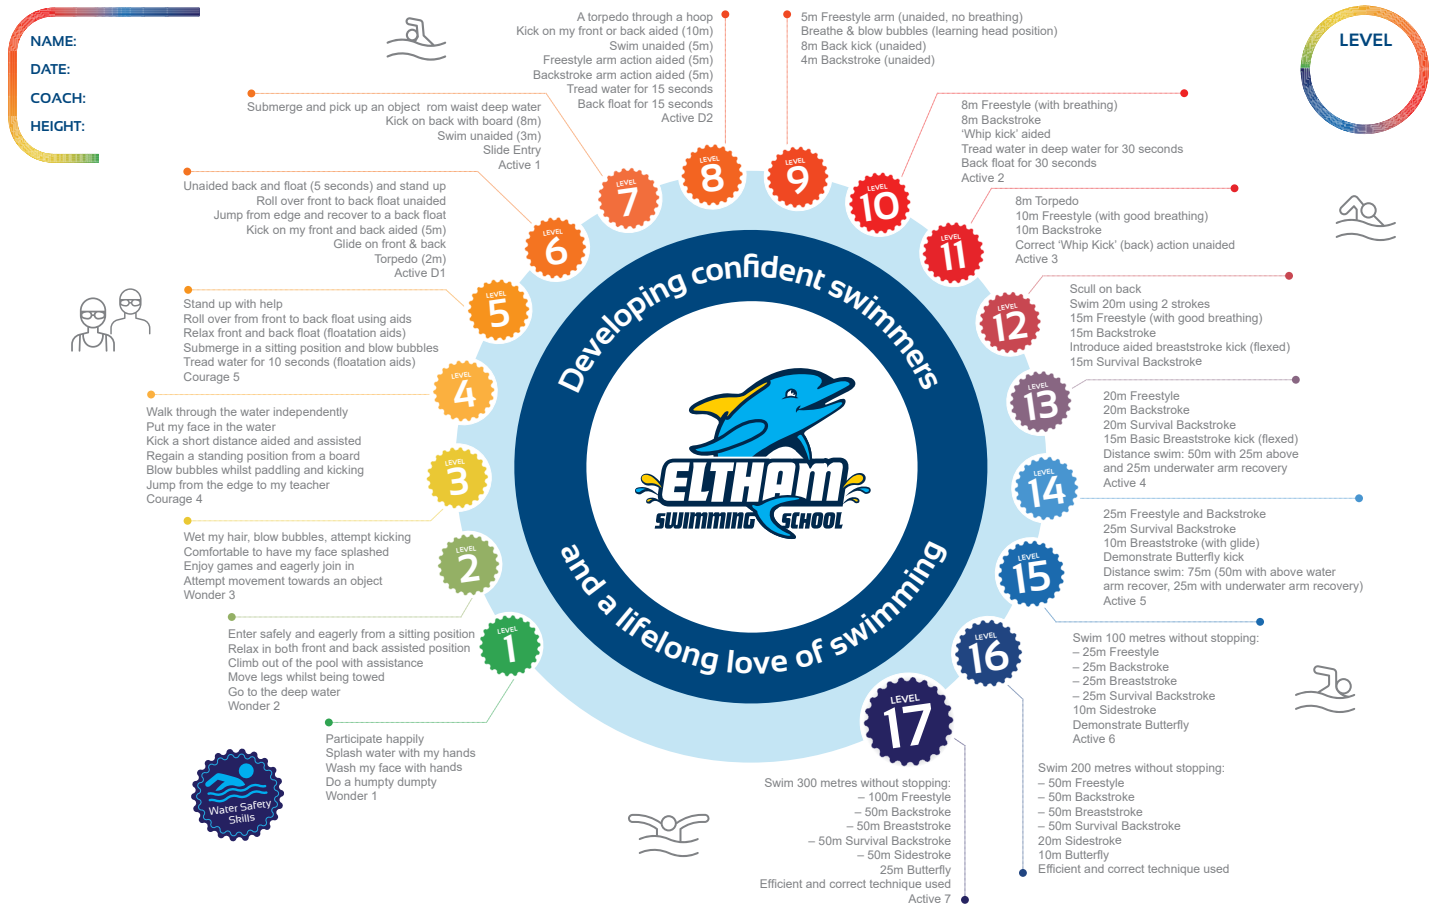 NAME:
DATE:
COACH:
HEIGHT:
LEVEL
A torpedo through a hoop
Kick on my front or back aided (10m)
Swim unaided (5m)
Freestyle arm action aided (5m)
Backstroke arm action aided (5m)
Tread water for 15 seconds
Back float for 15 seconds
Active D2
5m Freestyle arm (unaided, no breathing)
Breathe & blow bubbles (learning head position)
8m Back kick (unaided)
4m Backstroke (unaided)
Submerge and pick up an object rom waist deep water
Kick on back with board (8m)
Swim unaided (3m)
Slide Entry
Active 1
8m Freestyle (with breathing)
8m Backstroke
‘Whip kick’ aided
Tread water in deep water for 30 seconds
Back float for 30 seconds
Active 2
Unaided back and float (5 seconds) and stand up
Roll over front to back float unaided
Jump from edge and recover to a back float
Kick on my front and back aided (5m)
Glide on front & back
Torpedo (2m)
Active D1
8m Torpedo
10m Freestyle (with good breathing)
10m Backstroke
Correct ‘Whip Kick’ (back) action unaided
Active 3
Stand up with help
Roll over from front to back float using aids
Relax front and back float (floatation aids)
Submerge in a sitting position and blow bubbles
Tread water for 10 seconds (floatation aids)
Courage 5
Scull on back
Swim 20m using 2 strokes
15m Freestyle (with good breathing)
15m Backstroke
Introduce aided breaststroke kick (flexed)
15m Survival Backstroke
Walk through the water independently
Put my face in the water
Kick a short distance aided and assisted
Regain a standing position from a board
Blow bubbles whilst paddling and kicking
Jump from the edge to my teacher
Courage 4
20m Freestyle
20m Backstroke
20m Survival Backstroke
15m Basic Breaststroke kick (flexed)
Distance swim: 50m with 25m above
and 25m underwater arm recovery
Active 4
Wet my hair, blow bubbles, attempt kicking
Comfortable to have my face splashed
Enjoy games and eagerly join in
Attempt movement towards an object
Wonder 3
25m Freestyle and Backstroke
25m Survival Backstroke
10m Breaststroke (with glide)
Demonstrate Butterfly kick
Distance swim: 75m (50m with above water
arm recover, 25m with underwater arm recovery)
Active 5
Enter safely and eagerly from a sitting position
Relax in both front and back assisted position
Climb out of the pool with assistance
Move legs whilst being towed
Go to the deep water
Wonder 2
Swim 100 metres without stopping:
– 25m Freestyle
– 25m Backstroke
– 25m Breaststroke
– 25m Survival Backstroke
10m Sidestroke
Demonstrate Butterfly
Active 6
Participate happily
Splash water with my hands
Wash my face with hands
Do a humpty dumpty
Wonder 1
Swim 200 metres without stopping:
– 50m Freestyle
– 50m Backstroke
– 50m Breaststroke
– 50m Survival Backstroke
20m Sidestroke
10m Butterfly
Efficient and correct technique used
Swim 300 metres without stopping:
– 100m Freestyle
– 50m Backstroke
– 50m Breaststroke
– 50m Survival Backstroke
– 50m Sidestroke
25m Butterfly
Efficient and correct technique used
Active 7
LEVEL
1
LEVEL
2
LEVEL
3
LEVEL
4
LEVEL
5
LEVEL
6
LEVEL
7
LEVEL
8
LEVEL
9
LEVEL
10
LEVEL
11
LEVEL
12
LEVEL
13
LEVEL
14
LEVEL
15
LEVEL
16
LEVEL
17
Developing confident swimmers
and a lifelong love of swimming
ELTHAM
SWIMMING SCHOOL
Water Safety
Skills